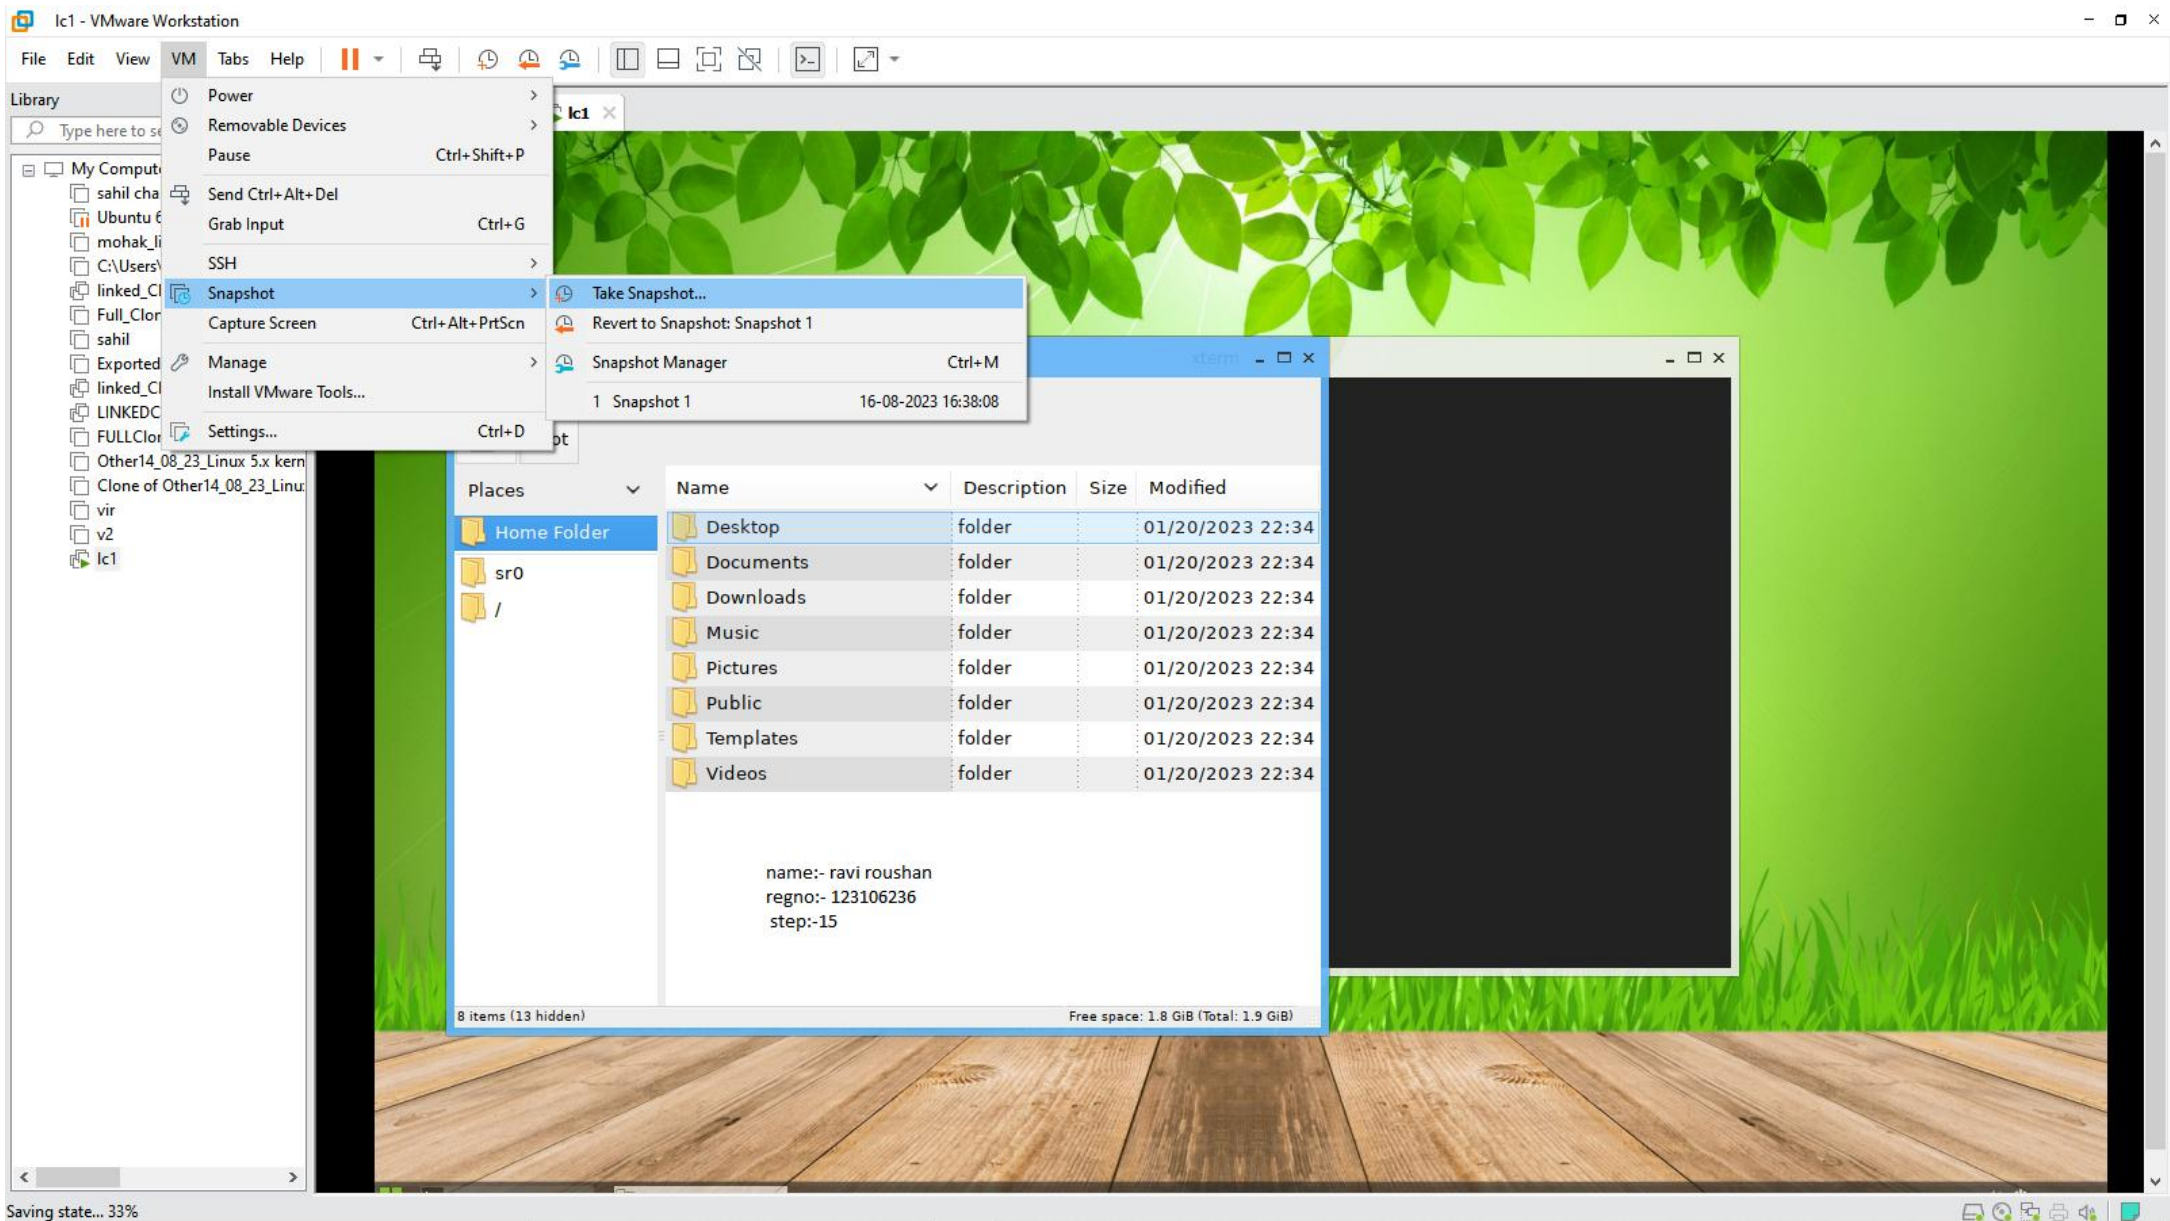 lc1 - VMware Workstation
File Edit View VM Tabs Help
Library
Type here to se
My Compute
sahil cha
Ubuntu 6
mohak_li
C:\Users\
linked_Cl
Full_Clon
sahil
Exported
linked_Cl
LINKEDC
FULLClon
Other14_08_23_Linux 5.x kern
Clone of Other14_08_23_Linu
vir
v2
lc1
Power
Removable Devices
Pause Ctrl+Shift+P
Send Ctrl+Alt+Del
Grab Input Ctrl+G
SSH
Snapshot
Capture Screen Ctrl+Alt+PrtScn
Manage
Install VMware Tools...
Settings... Ctrl+D
Take Snapshot...
Revert to Snapshot: Snapshot 1
Snapshot Manager Ctrl+M
1 Snapshot 1 16-08-2023 16:38:08
lc1
xterm
ot
Places
Home Folder
sr0
/
Name Description Size Modified
Desktop folder 01/20/2023 22:34
Documents folder 01/20/2023 22:34
Downloads folder 01/20/2023 22:34
Music folder 01/20/2023 22:34
Pictures folder 01/20/2023 22:34
Public folder 01/20/2023 22:34
Templates folder 01/20/2023 22:34
Videos folder 01/20/2023 22:34
name:- ravi roushan
regno:- 123106236
step:-15
8 items (13 hidden) Free space: 1.8 GiB (Total: 1.9 GiB)
Saving state... 33%